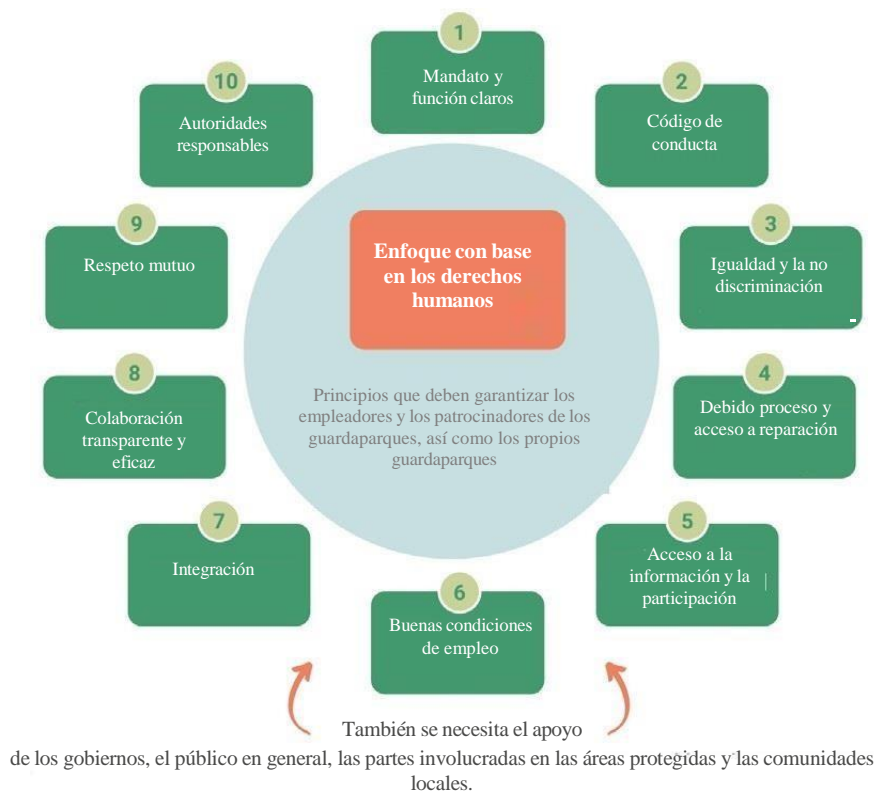 1
Mandato y
función claros
2
Código de
conducta
3
Igualdad y la no
discriminación
4
Debido proceso y
acceso a reparación
5
Acceso a la
información y la
participación
6
Buenas condiciones
de empleo
7
Integración
8
Colaboración
transparente y
eficaz
9
Respeto mutuo
10
Autoridades
responsables
Enfoque con base
en los derechos
humanos
Principios que deben garantizar los
empleadores y los patrocinadores de los
guardaparques, así como los propios
guardaparques
También se necesita el apoyo
de los gobiernos, el público en general, las partes involucradas en las áreas protegidas y las comunidades
locales.